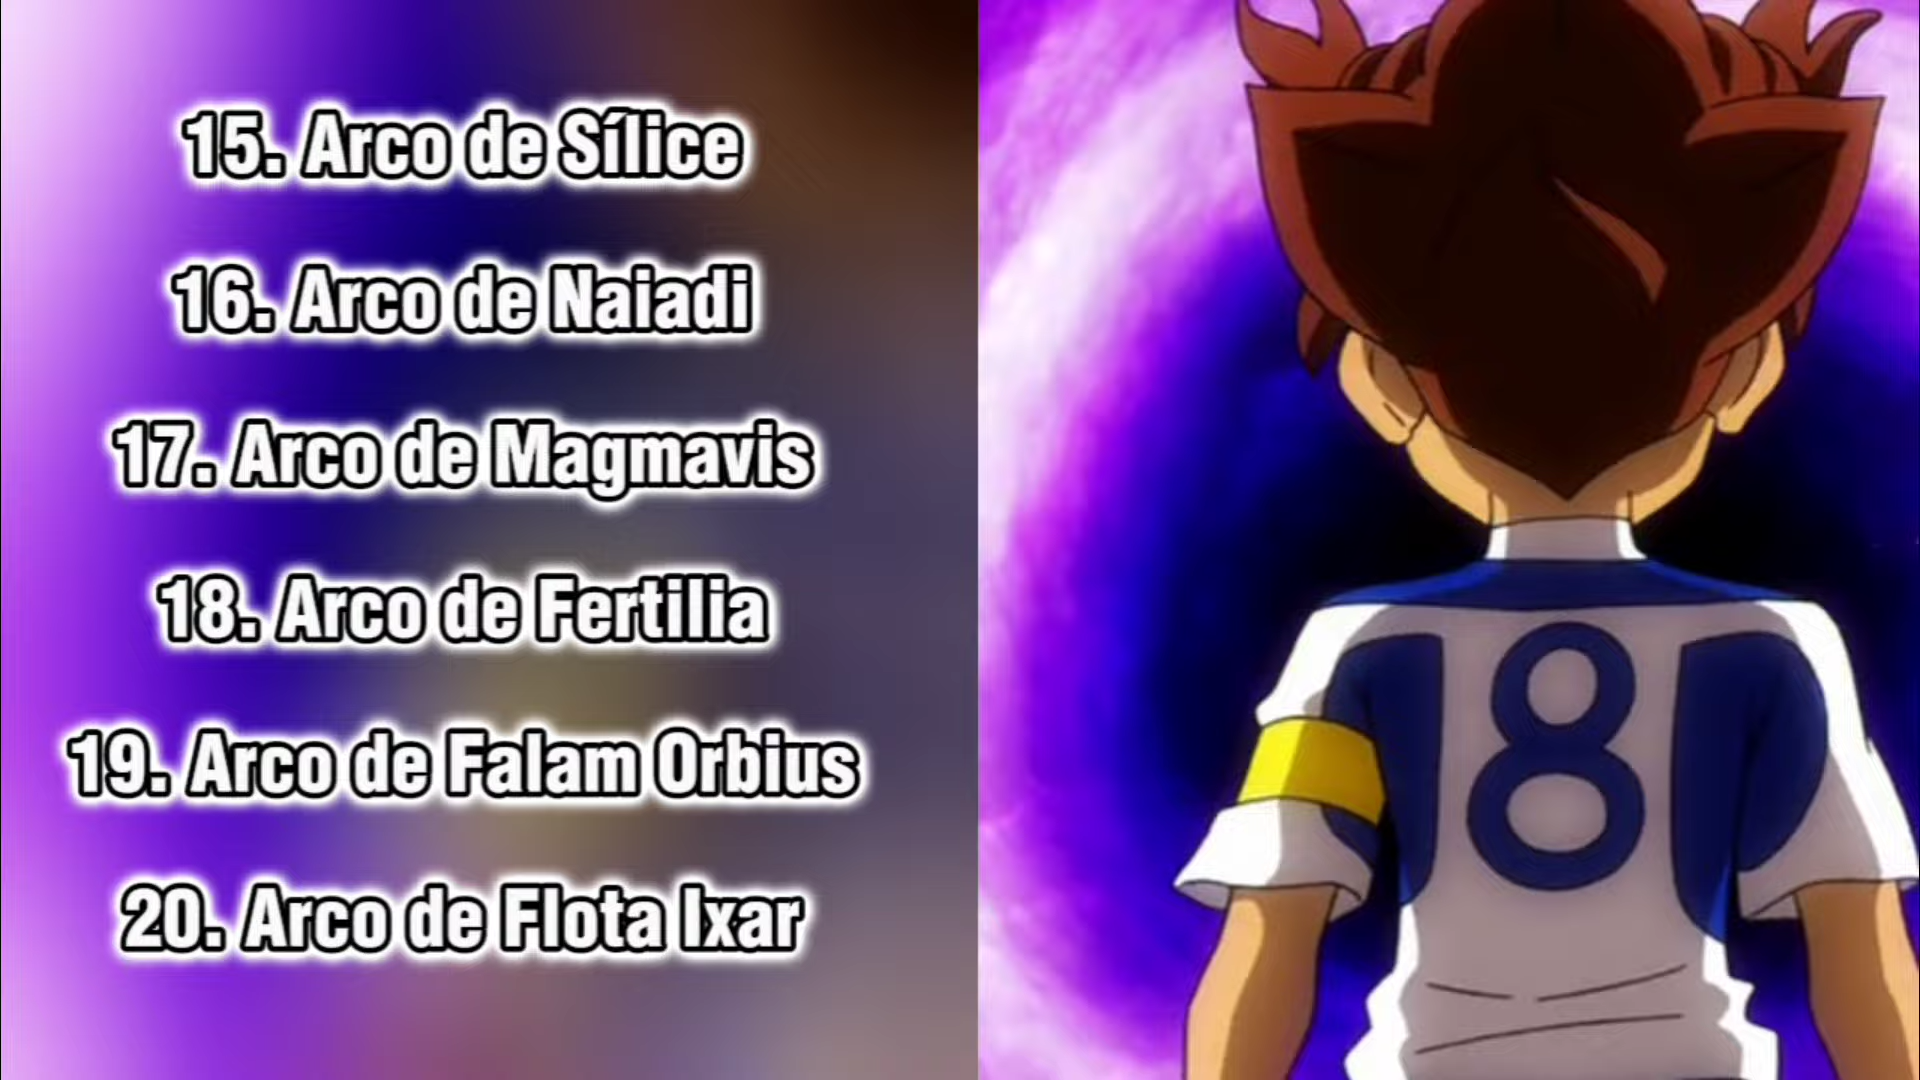 15. Arco de Sílice
16. Arco de Naiadi
17. Arco de Magmavis
18. Arco de Fertilia
19. Arco de Falam Orbius
20. Arco de Flota Ixar
8